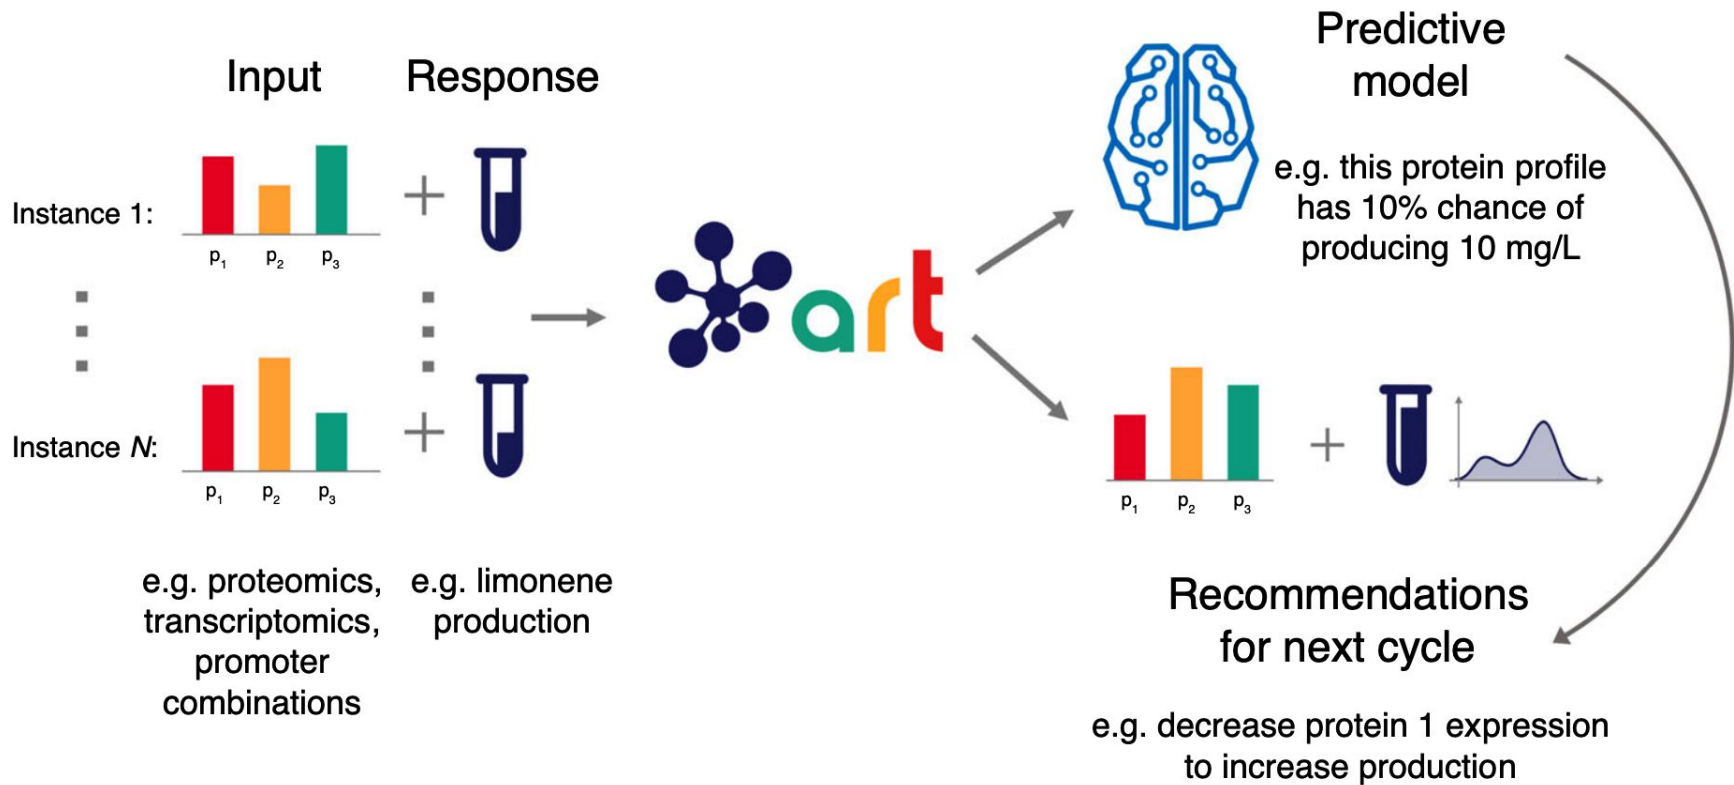 Input
Response
Instance 1:
p1 p2 p3
Instance N:
p1 p2 p3
e.g. proteomics,
transcriptomics,
promoter
combinations
e.g. limonene
production
art
Predictive
model
e.g. this protein profile
has 10% chance of
producing 10 mg/L
p1 p2 p3
Recommendations
for next cycle
e.g. decrease protein 1 expression
to increase production